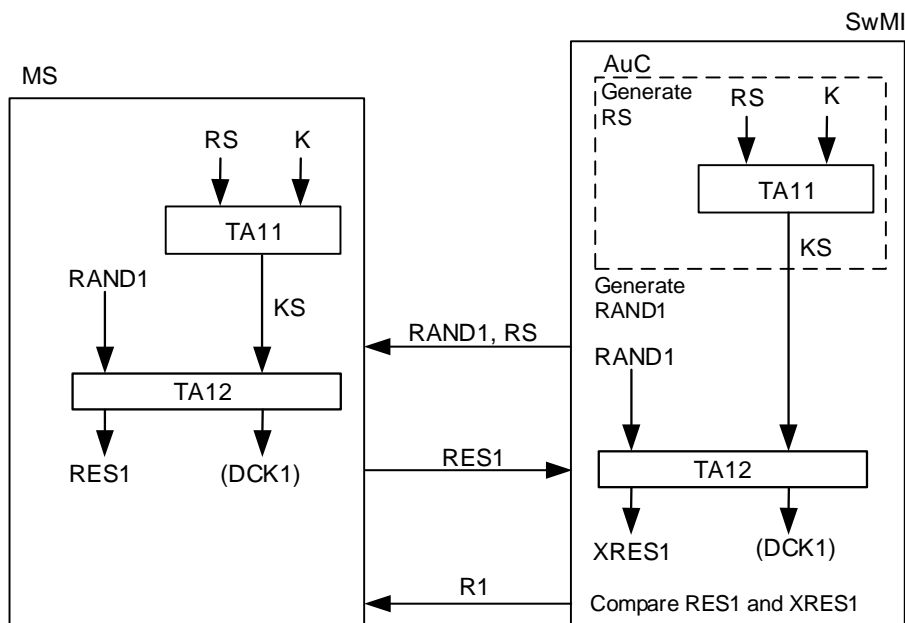 SwMI
MS
AuC
Generate
RS
RS K
TA11
KS
Generate
RAND1
RAND1
TA12
XRES1 (DCK1)
Compare RES1 and XRES1
RS K
TA11
RAND1
KS
TA12
RES1 (DCK1)
RAND1, RS
RES1
R1